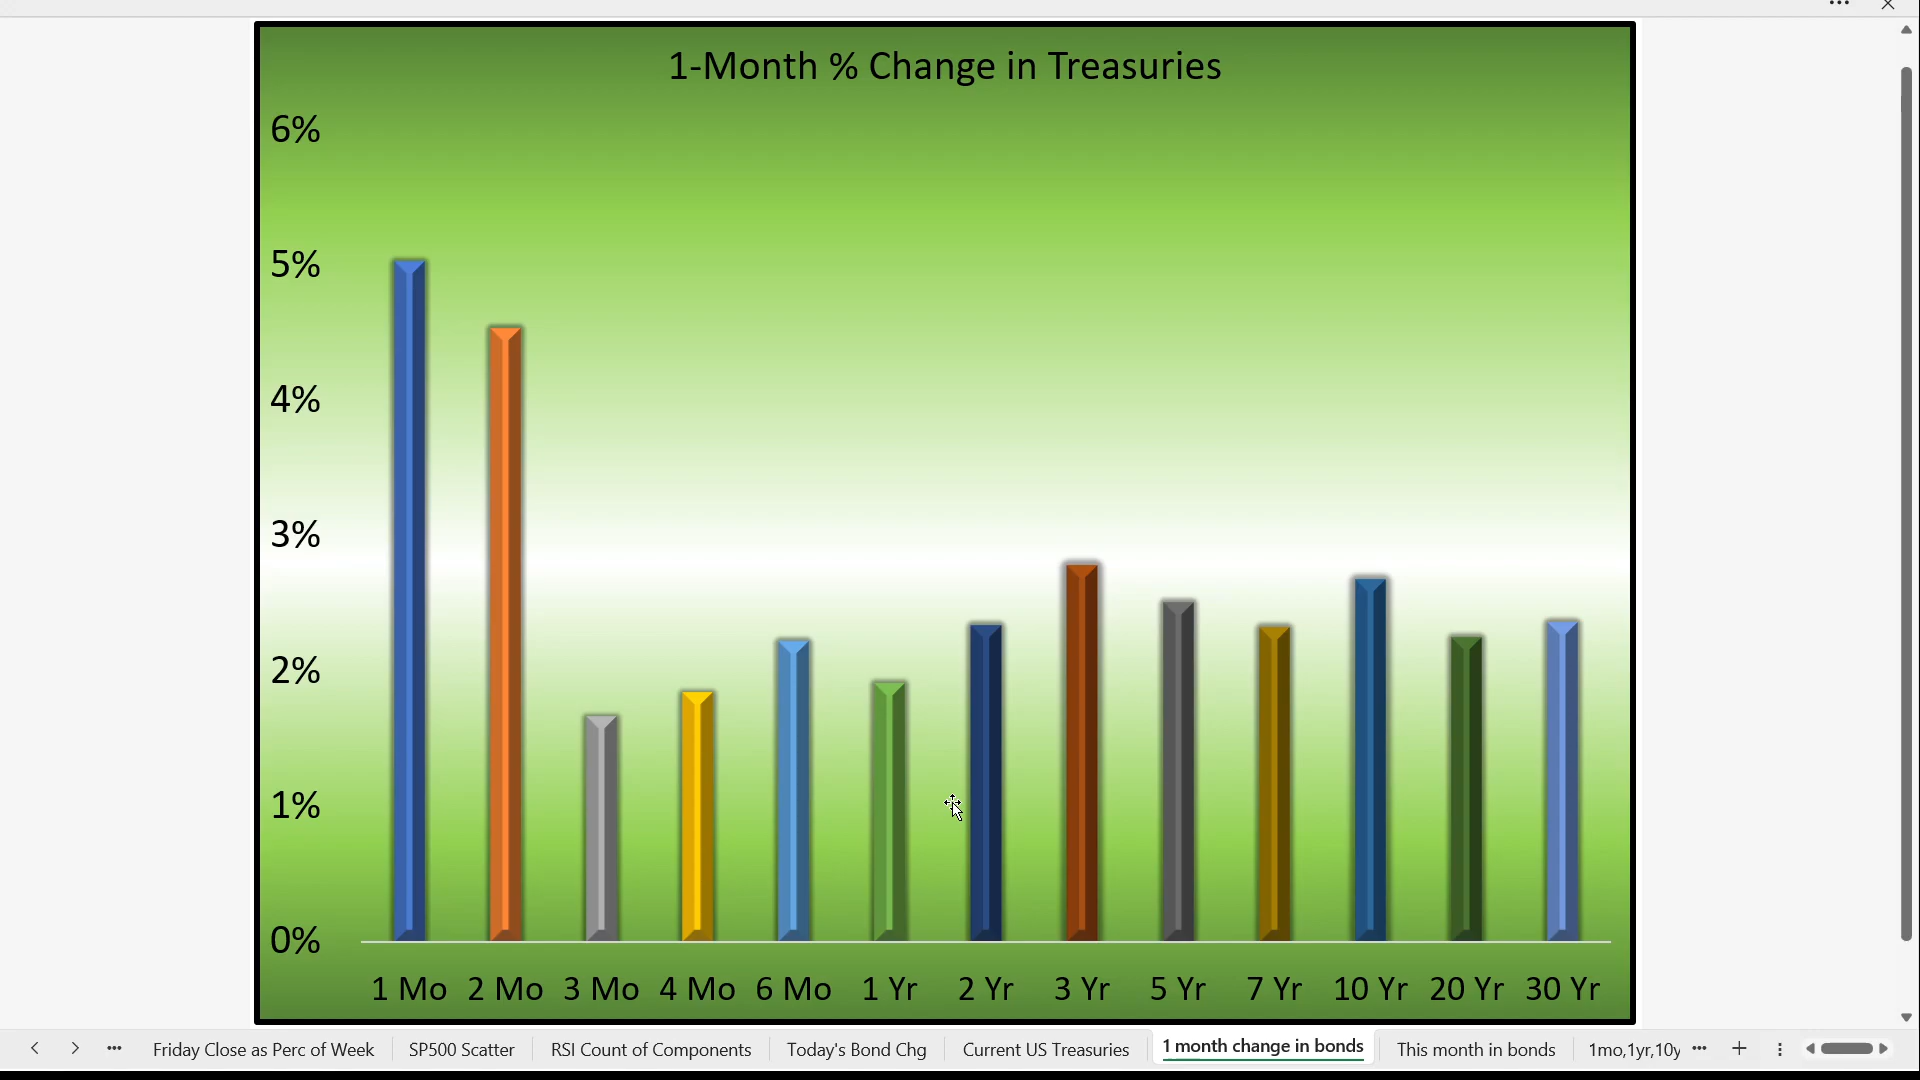 1-Month % Change in Treasuries
6%
5%
4%
3%
2%
1%
0%
1 Mo 2 Mo 3 Mo 4 Mo 6 Mo 1 Yr 2 Yr 3 Yr 5 Yr 7 Yr 10 Yr 20 Yr 30 Yr
Friday Close as Perc of Week SP500 Scatter RSI Count of Components Today's Bond Chg Current US Treasuries 1 month change in bonds This month in bonds 1mo,1yr,10y